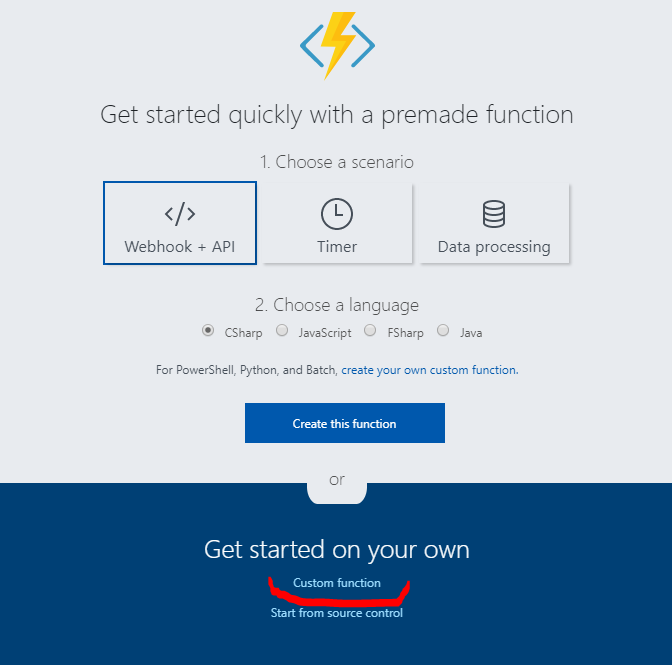 Get started quickly with a premade function
1. Choose a scenario
Webhook + API
Timer
Data processing
2. Choose a language
CSharp JavaScript FSharp Java
For PowerShell, Python, and Batch, create your own custom function.
Create this function
or
Get started on your own
Custom function
Start from source control